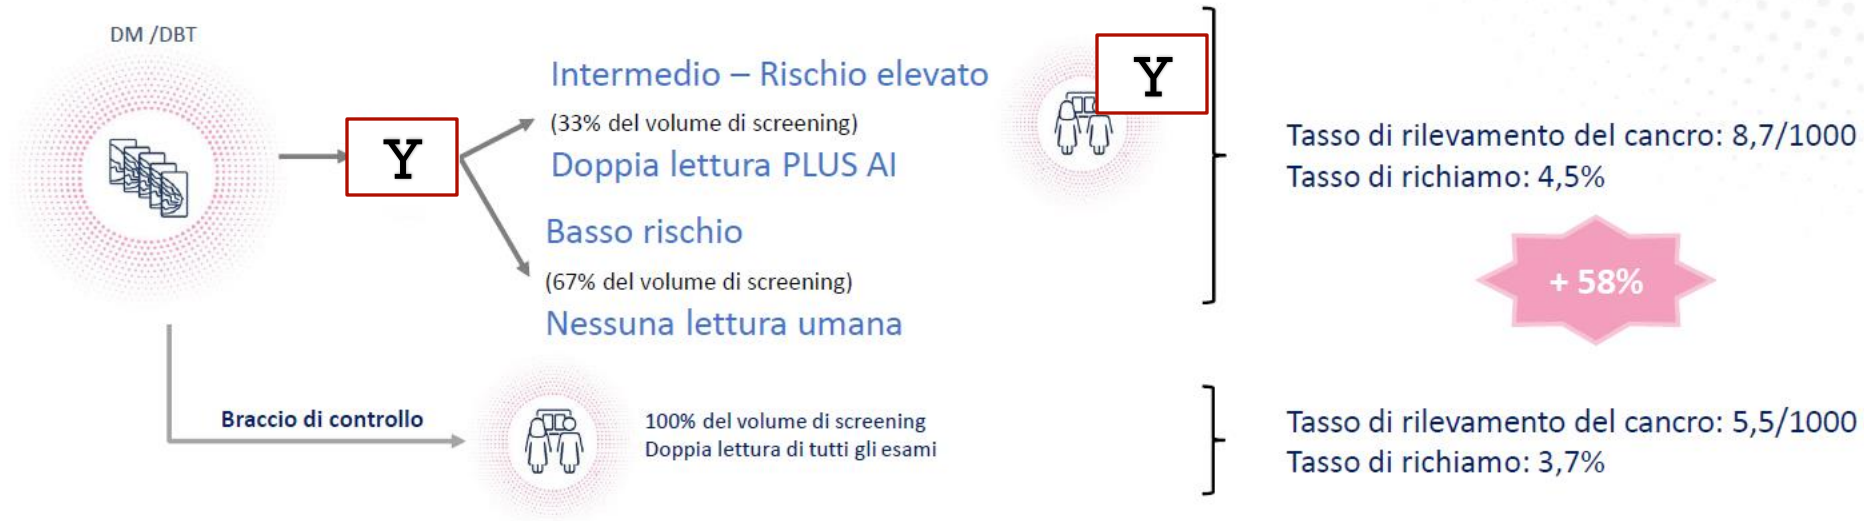 DM /DBT
Y
Intermedio – Rischio elevato
(33% del volume di screening)
Doppia lettura PLUS AI
Y
Basso rischio
(67% del volume di screening)
Nessuna lettura umana
Tasso di rilevamento del cancro: 8,7/1000
Tasso di richiamo: 4,5%
+ 58%
Braccio di controllo
100% del volume di screening
Doppia lettura di tutti gli esami
Tasso di rilevamento del cancro: 5,5/1000
Tasso di richiamo: 3,7%